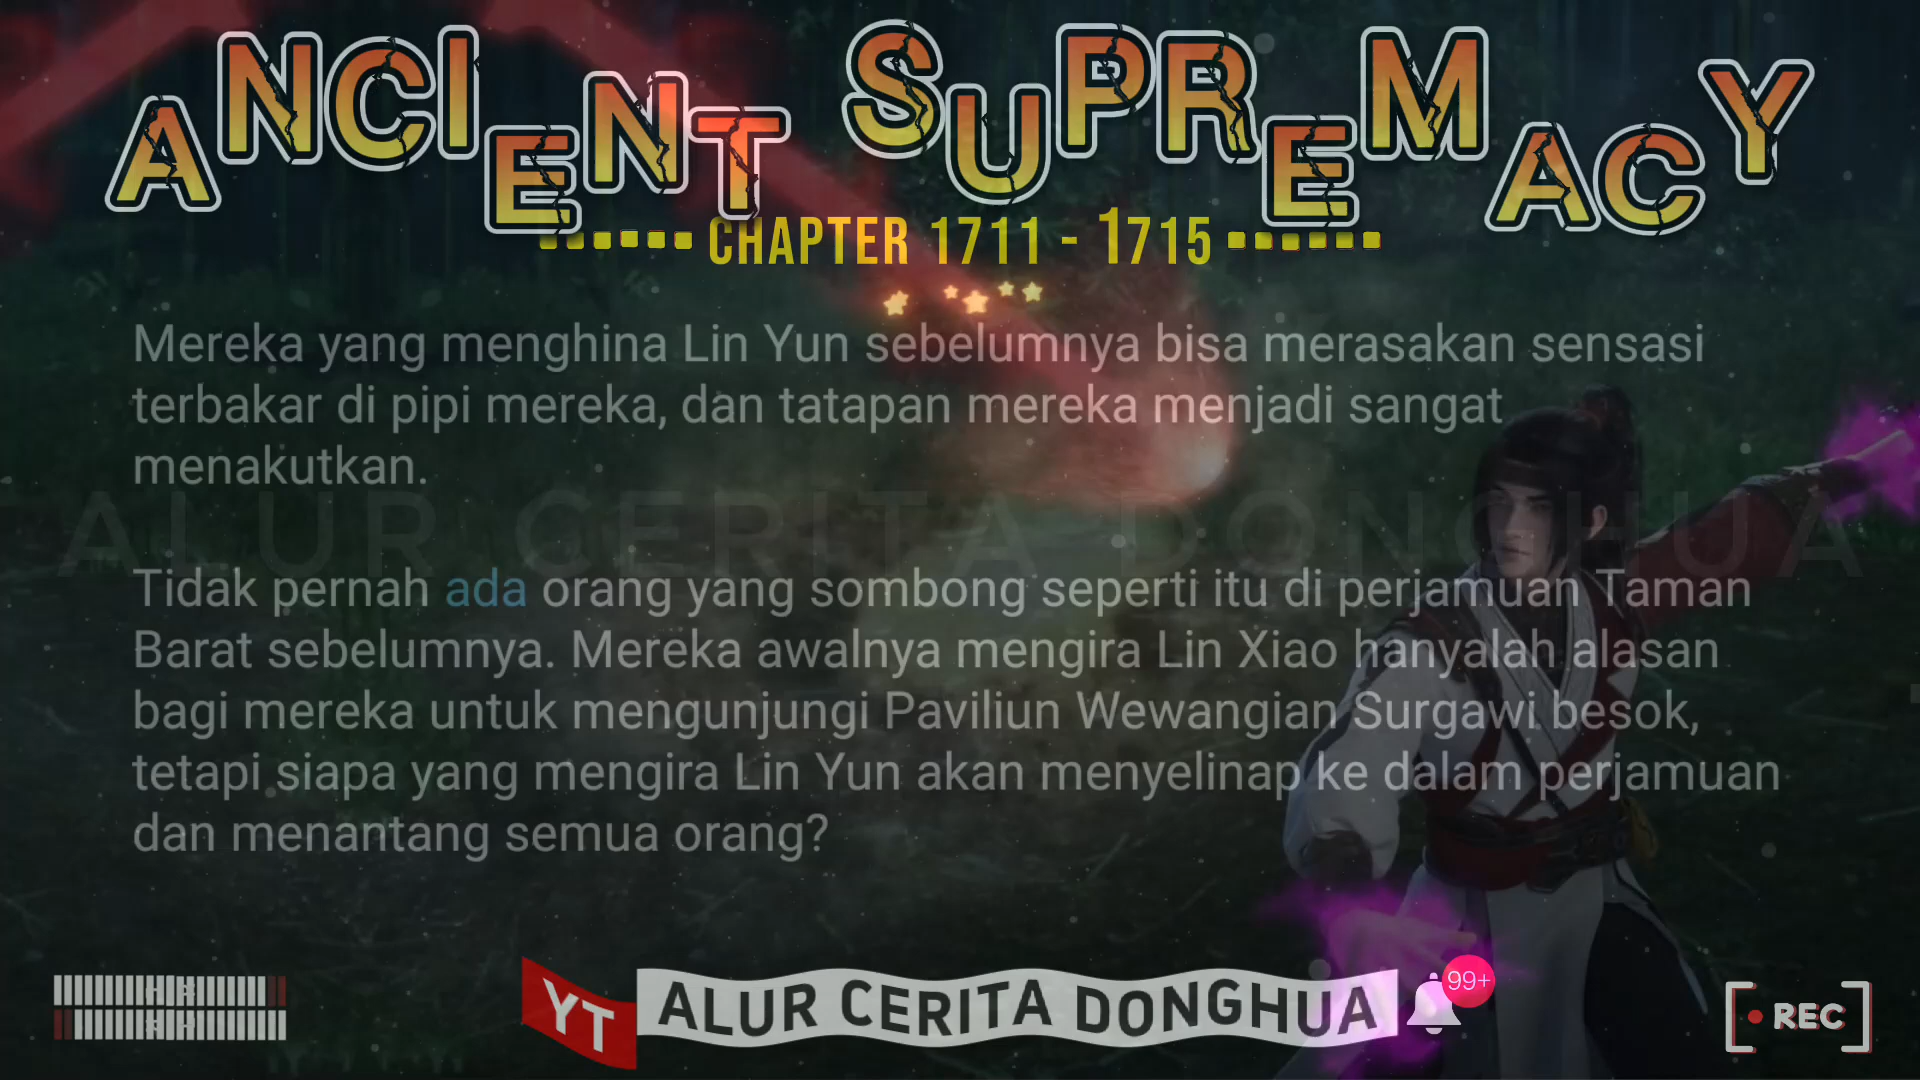 ANCIENT SUPREMACY
CHAPTER 1711 - 1715
Mereka yang menghina Lin Yun sebelumnya bisa merasakan sensasi
terbakar di pipi mereka, dan tatapan mereka menjadi sangat
menakutkan.
ALUR CERITA DONGHUA
Tidak pernah ada orang yang sombong seperti itu di perjamuan Taman
Barat sebelumnya. Mereka awalnya mengira Lin Xiao hanyalah alasan
bagi mereka untuk mengunjungi Paviliun Wewangian Surgawi besok,
tetapi siapa yang mengira Lin Yun akan menyelinap ke dalam perjamuan
dan menantang semua orang?
YT ALUR CERITA DONGHUA 99+
REC